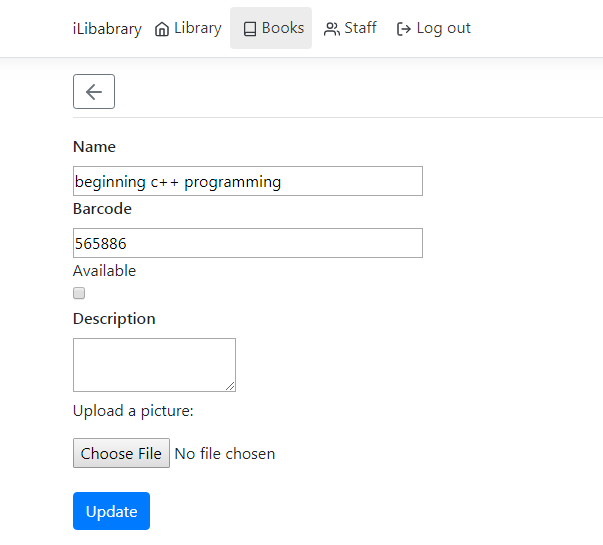 iLibabrary Library Books Staff Log out
Name
beginning c++ programming
Barcode
565886
Available
Description
Upload a picture:
Choose File No file chosen
Update